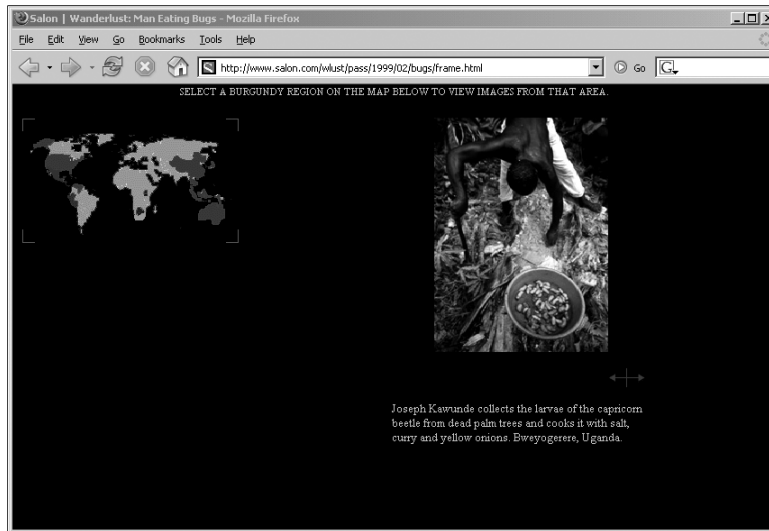 Salon | Wanderlust: Man Eating Bugs - Mozilla Firefox
File Edit View Go Bookmarks Tools Help
http://www.salon.com/wlust/pass/1999/02/bugs/frame.html Go G
SELECT A BURGUNDY REGION ON THE MAP BELOW TO VIEW IMAGES FROM THAT AREA.
Joseph Kawunde collects the larvae of the capricorn
beetle from dead palm trees and cooks it with salt,
curry and yellow onions. Bweyogerere, Uganda.